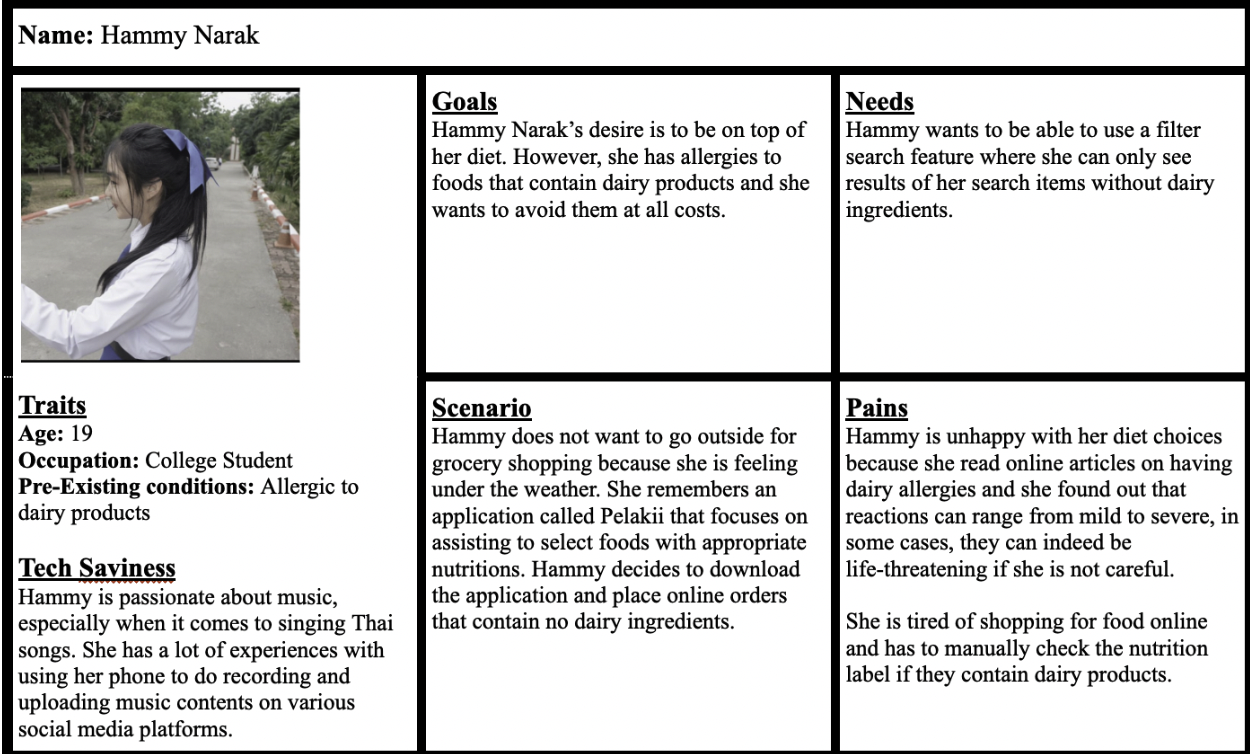 Name: Hammy Narak
Traits
Age: 19
Occupation: College Student
Pre-Existing conditions: Allergic to
dairy products
Tech Saviness
Hammy is passionate about music,
especially when it comes to singing Thai
songs. She has a lot of experiences with
using her phone to do recording and
uploading music contents on various
social media platforms.
Goals
Hammy Narak’s desire is to be on top of
her diet. However, she has allergies to
foods that contain dairy products and she
wants to avoid them at all costs.
Needs
Hammy wants to be able to use a filter
search feature where she can only see
results of her search items without dairy
ingredients.
Scenario
Hammy does not want to go outside for
grocery shopping because she is feeling
under the weather. She remembers an
application called Pelakii that focuses on
assisting to select foods with appropriate
nutritions. Hammy decides to download
the application and place online orders
that contain no dairy ingredients.
Pains
Hammy is unhappy with her diet choices
because she read online articles on having
dairy allergies and she found out that
reactions can range from mild to severe, in
some cases, they can indeed be
life-threatening if she is not careful.
She is tired of shopping for food online
and has to manually check the nutrition
label if they contain dairy products.